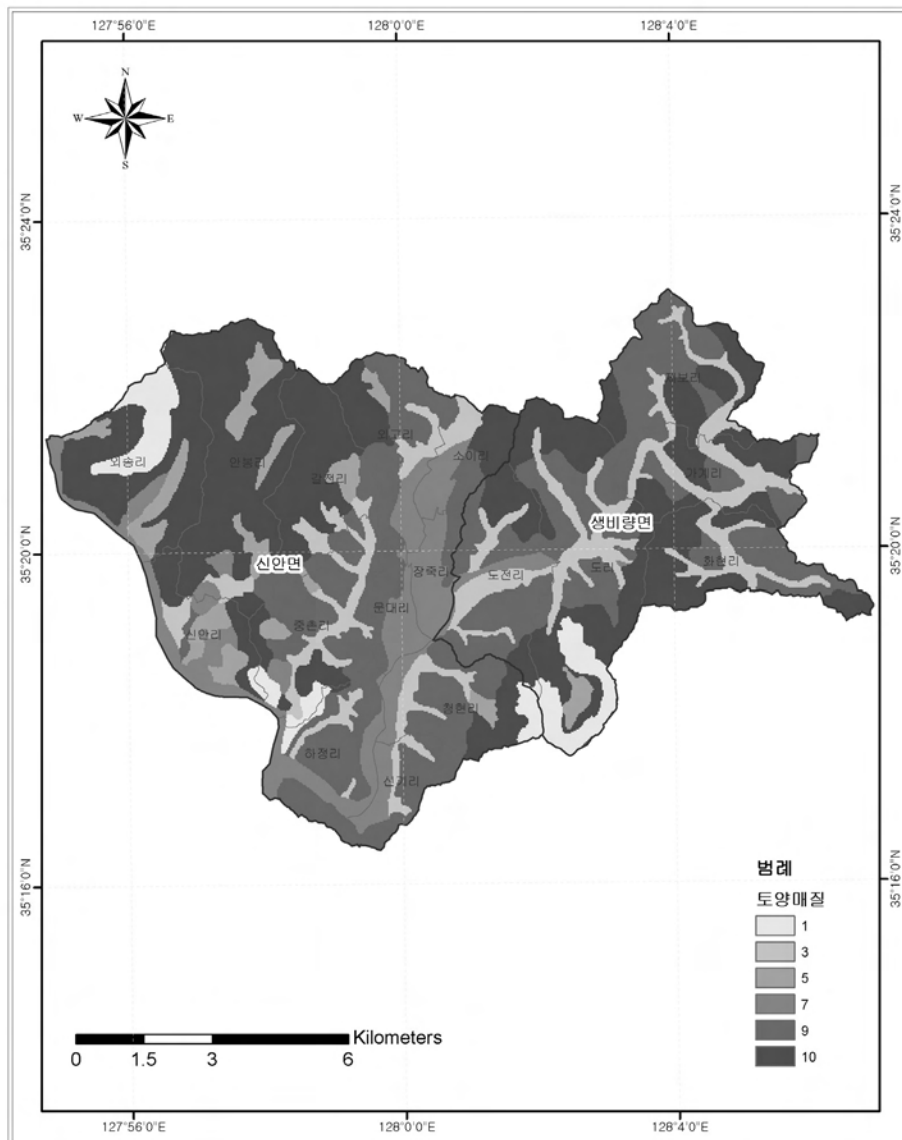 127°56'0"E 128°0'0"E 128°4'0"E
N
W E
S
35°24'0"N 35°24'0"N
외고리
소이리
외송리
안봉리
갈전리
가계리
생비량면
35°20'0"N 35°20'0"N
신안면
장죽리
도전리
도리
화현리
문대리
중촌리
신안리
청현리
하정리
신기리
35°16'0"N 35°16'0"N
범례
토양매질
1
3
5
7
9
10
Kilometers
0 1.5 3 6
127°56'0"E 128°0'0"E 128°4'0"E